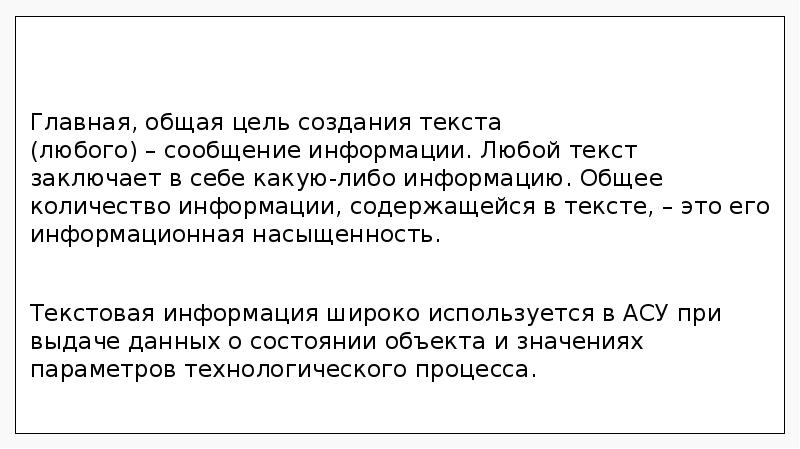 Главная, общая цель создания текста
(любого) – сообщение информации. Любой текст
заключает в себе какую-либо информацию. Общее
количество информации, содержащейся в тексте, – это его
информационная насыщенность.
Текстовая информация широко используется в АСУ при
выдаче данных о состоянии объекта и значениях
параметров технологического процесса.